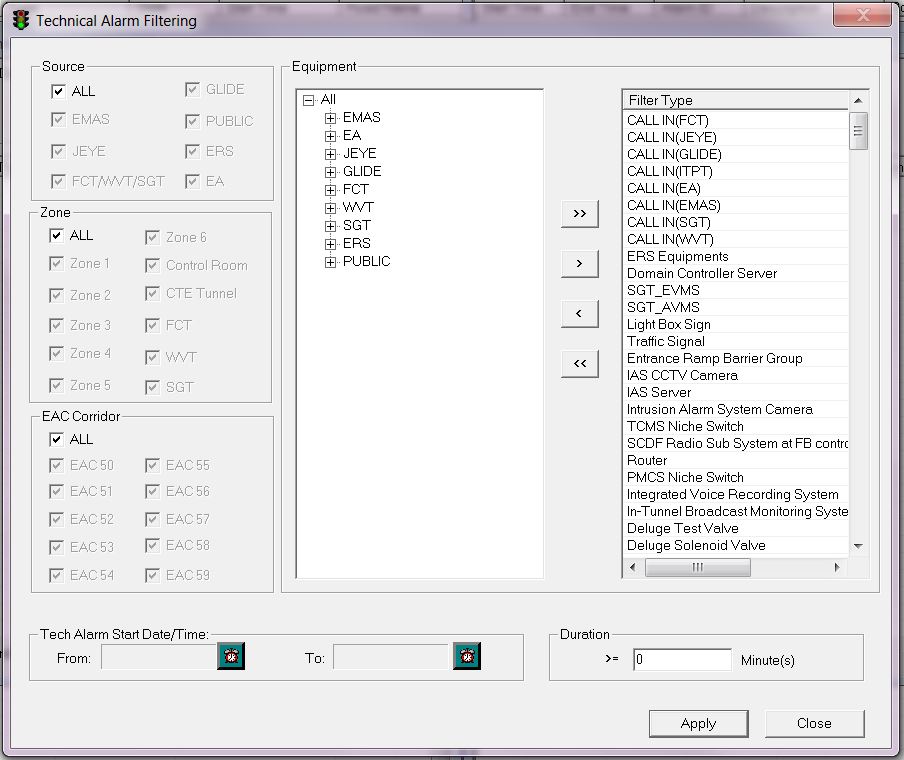 Technical Alarm Filtering
Source
ALL
GLIDE
EMAS
PUBLIC
JEYE
ERS
FCT/WVT/SGT
EA
Zone
ALL
Zone 6
Zone 1
Control Room
Zone 2
CTE Tunnel
Zone 3
FCT
Zone 4
WVT
Zone 5
SGT
EAC Corridor
ALL
EAC 50
EAC 55
EAC 51
EAC 56
EAC 52
EAC 57
EAC 53
EAC 58
EAC 54
EAC 59
Equipment
All
EMAS
EA
JEYE
GLIDE
FCT
WVT
SGT
ERS
PUBLIC
>>
>
<
<<
Filter Type
CALL IN(FCT)
CALL IN(JEYE)
CALL IN(GLIDE)
CALL IN(ITPT)
CALL IN(EA)
CALL IN(EMAS)
CALL IN(SGT)
CALL IN(WVT)
ERS Equipments
Domain Controller Server
SGT_EVMS
SGT_AVMS
Light Box Sign
Traffic Signal
Entrance Ramp Barrier Group
IAS CCTV Camera
IAS Server
Intrusion Alarm System Camera
TCMS Niche Switch
SCDF Radio Sub System at FB contro
Router
PMCS Niche Switch
Integrated Voice Recording System
In-Tunnel Broadcast Monitoring Syste
Deluge Test Valve
Deluge Solenoid Valve
Tech Alarm Start Date/Time:
From:
To:
Duration
>= 0 Minute(s)
Apply
Close